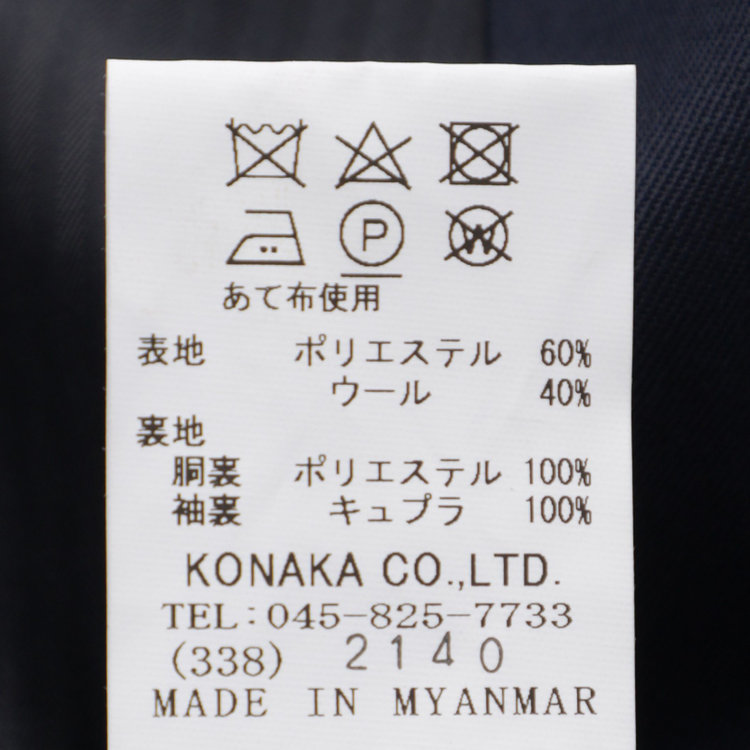 P W
あて布使用
表地 ポリエステル 60%
ウール 40%
裏地
胴裏 ポリエステル 100%
袖裏 キュプラ 100%
KONAKA CO.,LTD.
TEL:045-825-7733
(338) 2140
MADE IN MYANMAR